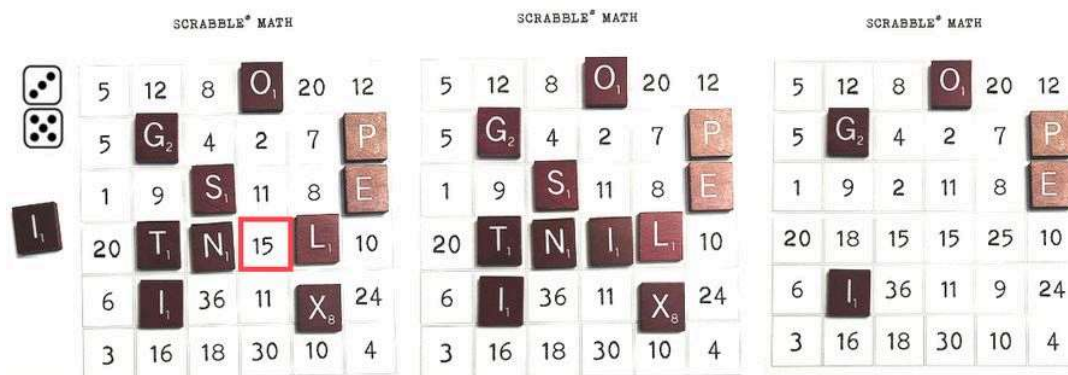 SCRABBLE® MATH
5 12 8 O1 20 12
5 G2 4 2 7 P3
1 9 S1 11 8 E1
20 T1 N1 15 L1 10
6 I1 36 11 X8 24
3 16 18 30 10 4
I1
SCRABBLE® MATH
5 12 8 O1 20 12
5 G2 4 2 7 P3
1 9 S1 11 8 E
20 T1 N1 I1 L1 10
6 I1 36 11 X8 24
3 16 18 30 10 4
SCRABBLE® MATH
5 12 8 O1 20 12
5 G2 4 2 7 P3
1 9 2 11 8 E1
20 18 15 15 25 10
6 I1 36 11 9 24
3 16 18 30 10 4